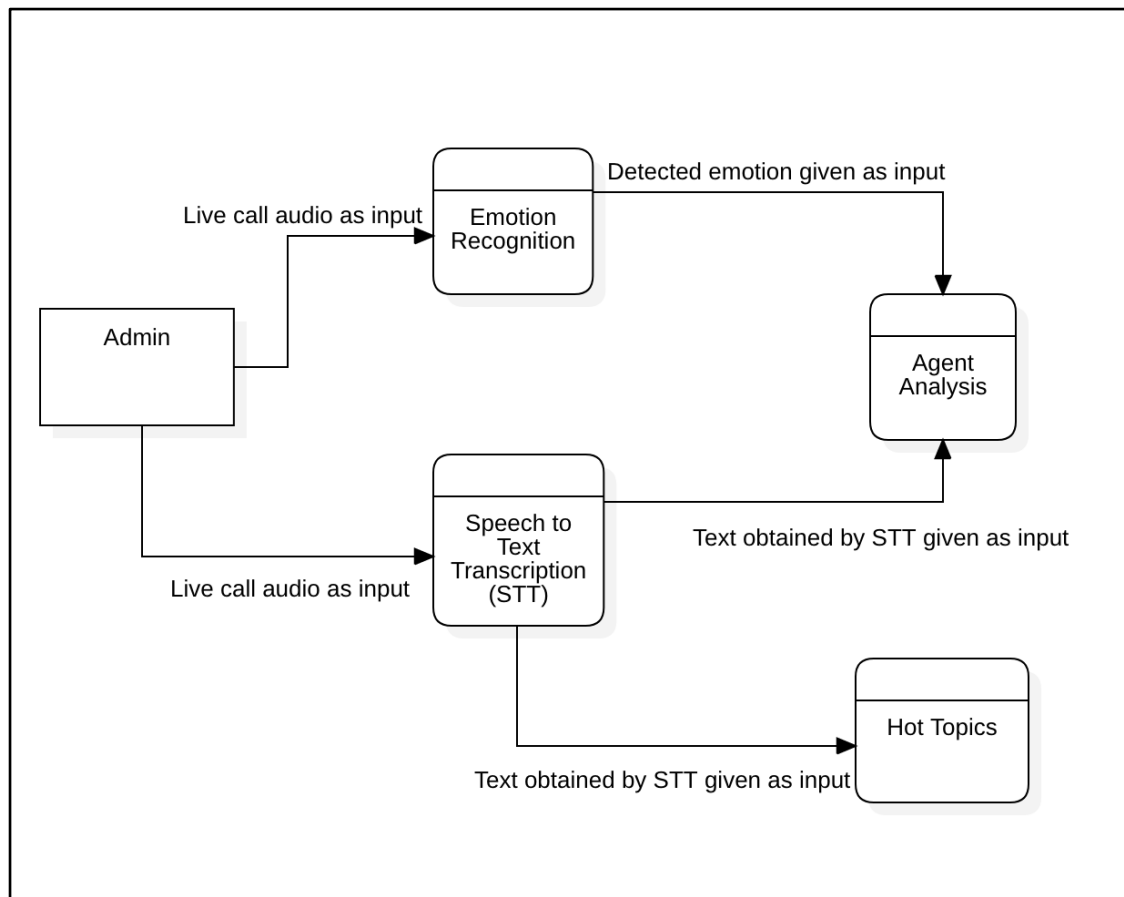 Detected emotion given as input
Live call audio as input
Emotion
Recognition
Admin
Agent
Analysis
Speech to
Text
Transcription
(STT)
Text obtained by STT given as input
Live call audio as input
Hot Topics
Text obtained by STT given as input